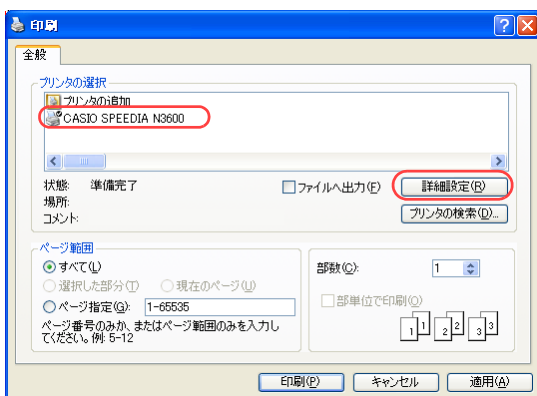 印刷
全般
プリンタの選択
プリンタの追加
CASIO SPEEDIA N3600
状態: 準備完了
場所:
コメント:
ファイルへ出力(F)
詳細設定(R)
プリンタの検索(D)...
ページ範囲
すべて(L)
選択した部分(T) 現在のページ(U)
ページ指定(G): 1-65535
ページ番号のみか、またはページ範囲のみを入力し
てください。例: 5-12
部数(C): 1
部単位で印刷(O)
1 1 2 2 3 3
印刷(P) キャンセル 適用(A)